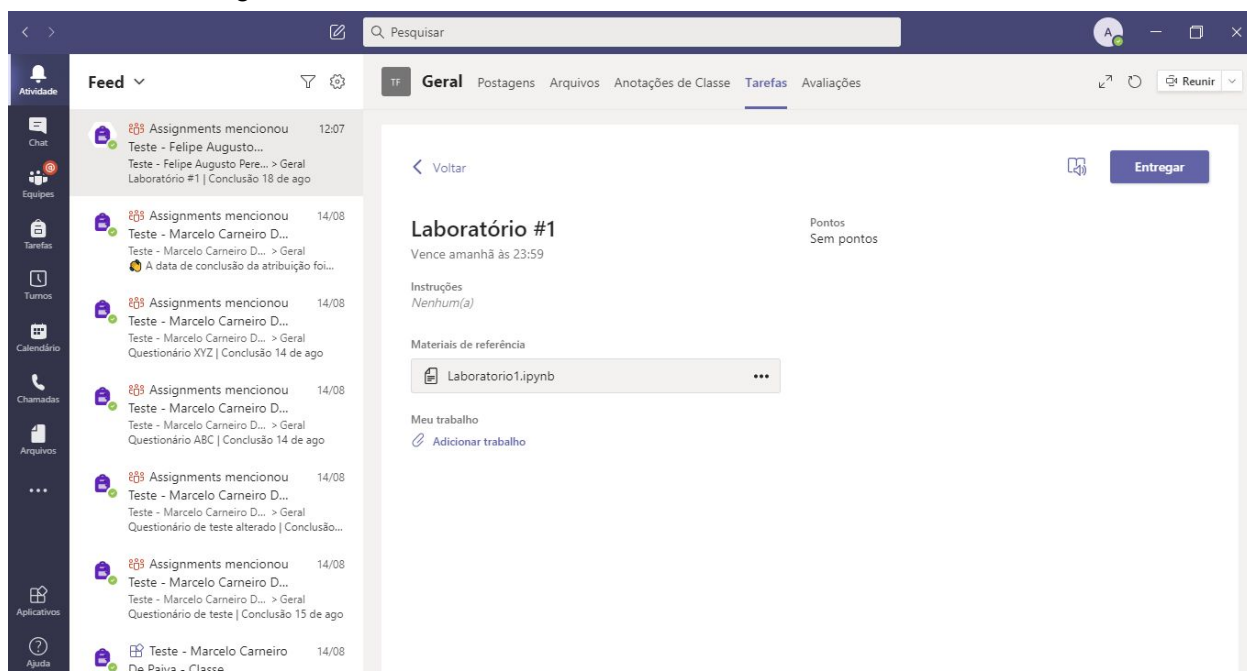 Pesquisar
A
Atividade
Chat
Equipes
Tarefas
Turnos
Calendário
Chamadas
Arquivos
Aplicativos
Ajuda
Feed
Assignments mencionou 12:07
Teste - Felipe Augusto...
Teste - Felipe Augusto Pere... > Geral
Laboratório #1 | Conclusão 18 de ago
Assignments mencionou 14/08
Teste - Marcelo Carneiro D...
Teste - Marcelo Carneiro D... > Geral
A data de conclusão da atribuição foi...
Assignments mencionou 14/08
Teste - Marcelo Carneiro D...
Teste - Marcelo Carneiro D... > Geral
Questionário XYZ | Conclusão 14 de ago
Assignments mencionou 14/08
Teste - Marcelo Carneiro D...
Teste - Marcelo Carneiro D... > Geral
Questionário ABC | Conclusão 14 de ago
Assignments mencionou 14/08
Teste - Marcelo Carneiro D...
Teste - Marcelo Carneiro D... > Geral
Questionário de teste alterado | Conclusão...
Assignments mencionou 14/08
Teste - Marcelo Carneiro D...
Teste - Marcelo Carneiro D... > Geral
Questionário de teste | Conclusão 15 de ago
Teste - Marcelo Carneiro 14/08
De Paiva - Classe
TF Geral Postagens Arquivos Anotações de Classe Tarefas Avaliações Reunir
Voltar Entregar
Laboratório #1
Vence amanhã às 23:59
Pontos
Sem pontos
Instruções
Nenhum(a)
Materiais de referência
Laboratorio1.ipynb
Meu trabalho
Adicionar trabalho